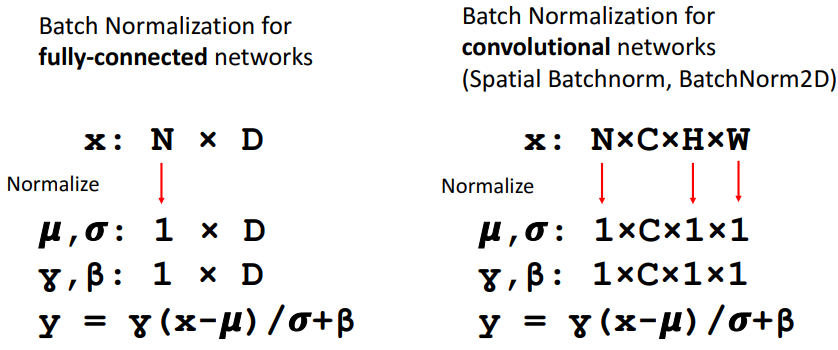 Batch Normalization for
fully-connected networks
x: N × D
Normalize
μ,σ: 1 × D
ɣ,β: 1 × D
y = ɣ(x-μ)/σ+β
Batch Normalization for
convolutional networks
(Spatial Batchnorm, BatchNorm2D)
x: N×C×H×W
Normalize
μ,σ: 1×C×1×1
ɣ,β: 1×C×1×1
y = ɣ(x-μ)/σ+β